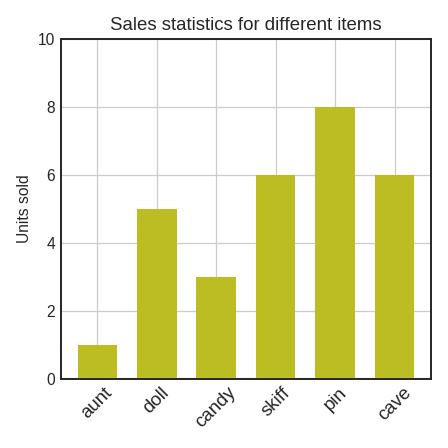 Sales statistics for different items
10
8
6
4
2
0
Units sold
aunt
doll
candy
skiff
pin
cave